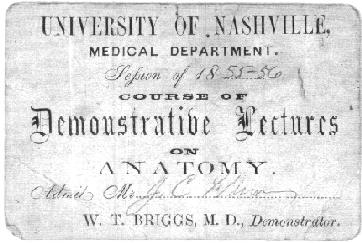 UNIVERSITY OF NASHVILLE,
MEDICAL DEPARTMENT.
Session of 1855-56
COURSE OF
Demonstrative Lectures
ON
ANATOMY.
Admit Mr J. C.
W. T. BRIGGS, M. D., Demonstrator.